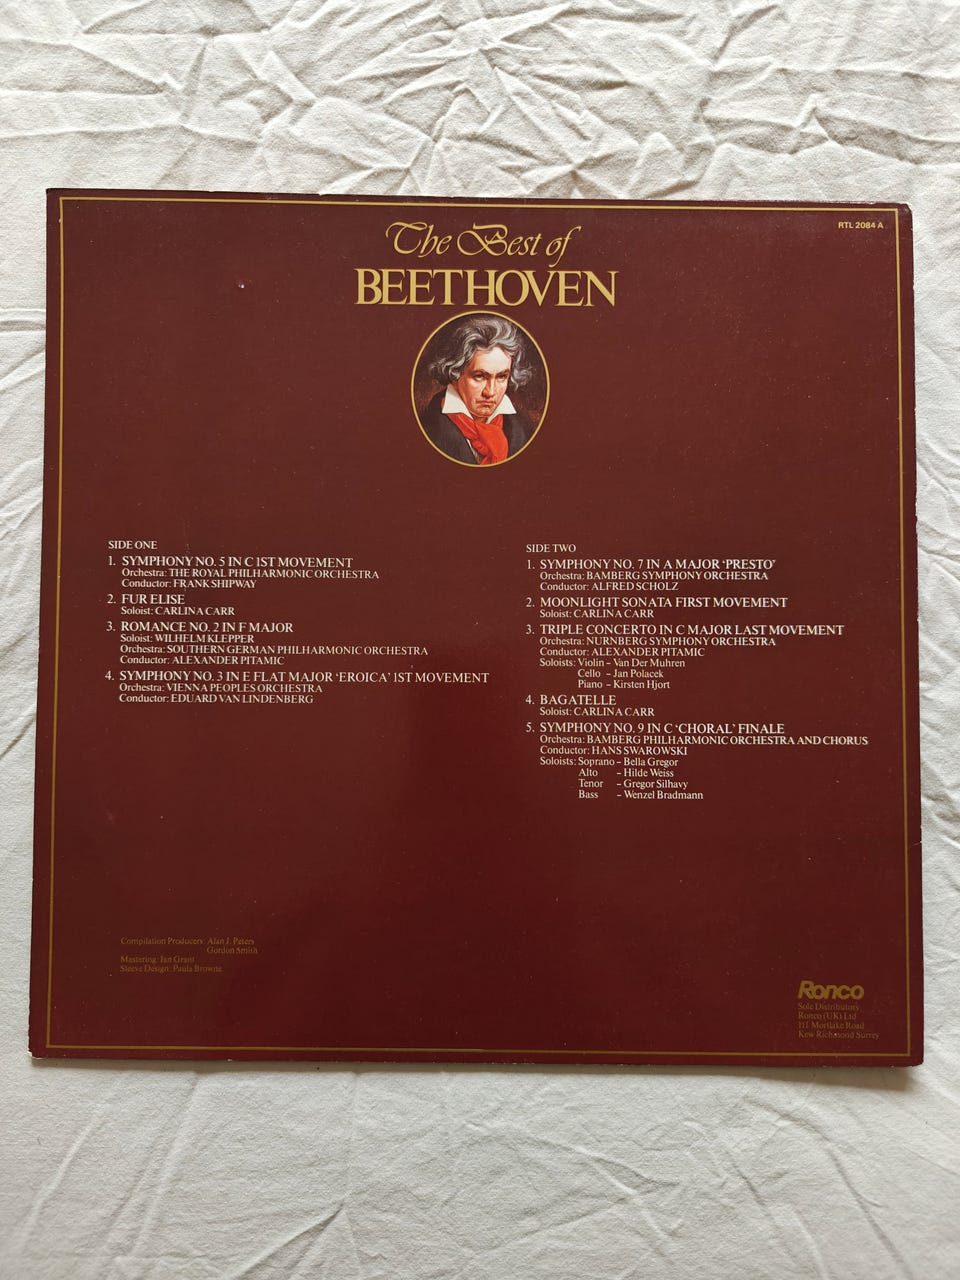 RTL 2084 A
The Best of
BEETHOVEN
SIDE ONE
1. SYMPHONY NO. 5 IN C 1ST MOVEMENT
Orchestra: THE ROYAL PHILHARMONIC ORCHESTRA
Conductor: FRANK SHIPWAY
2. FUR ELISE
Soloist: CARLINA CARR
3. ROMANCE NO. 2 IN F MAJOR
Soloist: WILHELM KLEPPER
Orchestra: SOUTHERN GERMAN PHILHARMONIC ORCHESTRA
Conductor: ALEXANDER PITAMIC
4. SYMPHONY NO. 3 IN E FLAT MAJOR ‘EROICA’ 1ST MOVEMENT
Orchestra: VIENNA PEOPLES ORCHESTRA
Conductor: EDUARD VAN LINDENBERG
SIDE TWO
1. SYMPHONY NO. 7 IN A MAJOR ‘PRESTO’
Orchestra: BAMBERG SYMPHONY ORCHESTRA
Conductor: ALFRED SCHOLZ
2. MOONLIGHT SONATA FIRST MOVEMENT
Soloist: CARLINA CARR
3. TRIPLE CONCERTO IN C MAJOR LAST MOVEMENT
Orchestra: NURNBERG SYMPHONY ORCHESTRA
Conductor: ALEXANDER PITAMIC
Soloists: Violin – Van Der Muhren
Cello – Jan Polacek
Piano – Kirsten Hjort
4. BAGATELLE
Soloist: CARLINA CARR
5. SYMPHONY NO. 9 IN C ‘CHORAL’ FINALE
Orchestra: BAMBERG PHILHARMONIC ORCHESTRA AND CHORUS
Conductor: HANS SWAROWSKI
Soloists: Soprano – Bella Gregor
Alto – Hilde Weiss
Tenor – Gregor Silhavy
Bass – Wenzel Bradmann
Compilation Producers: Alan J. Peters
Gordon Smith
Mastering: Ian Grant
Sleeve Design: Paula Browne
Ronco
Sole Distributors
Ronco (UK) Ltd
111 Mortlake Road
Kew Richmond Surrey